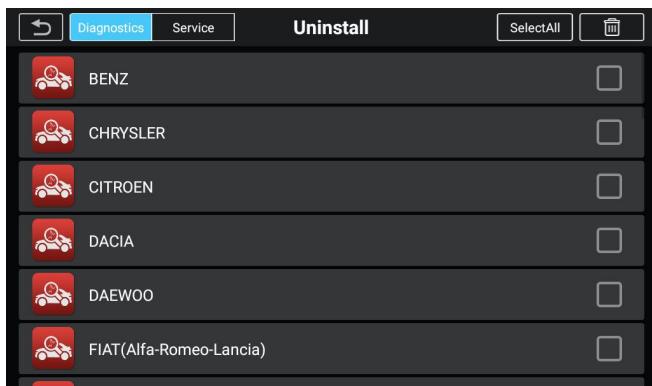 Diagnostics Service Uninstall SelectAll
BENZ
CHRYSLER
CITROEN
DACIA
DAEWOO
FIAT(Alfa-Romeo-Lancia)